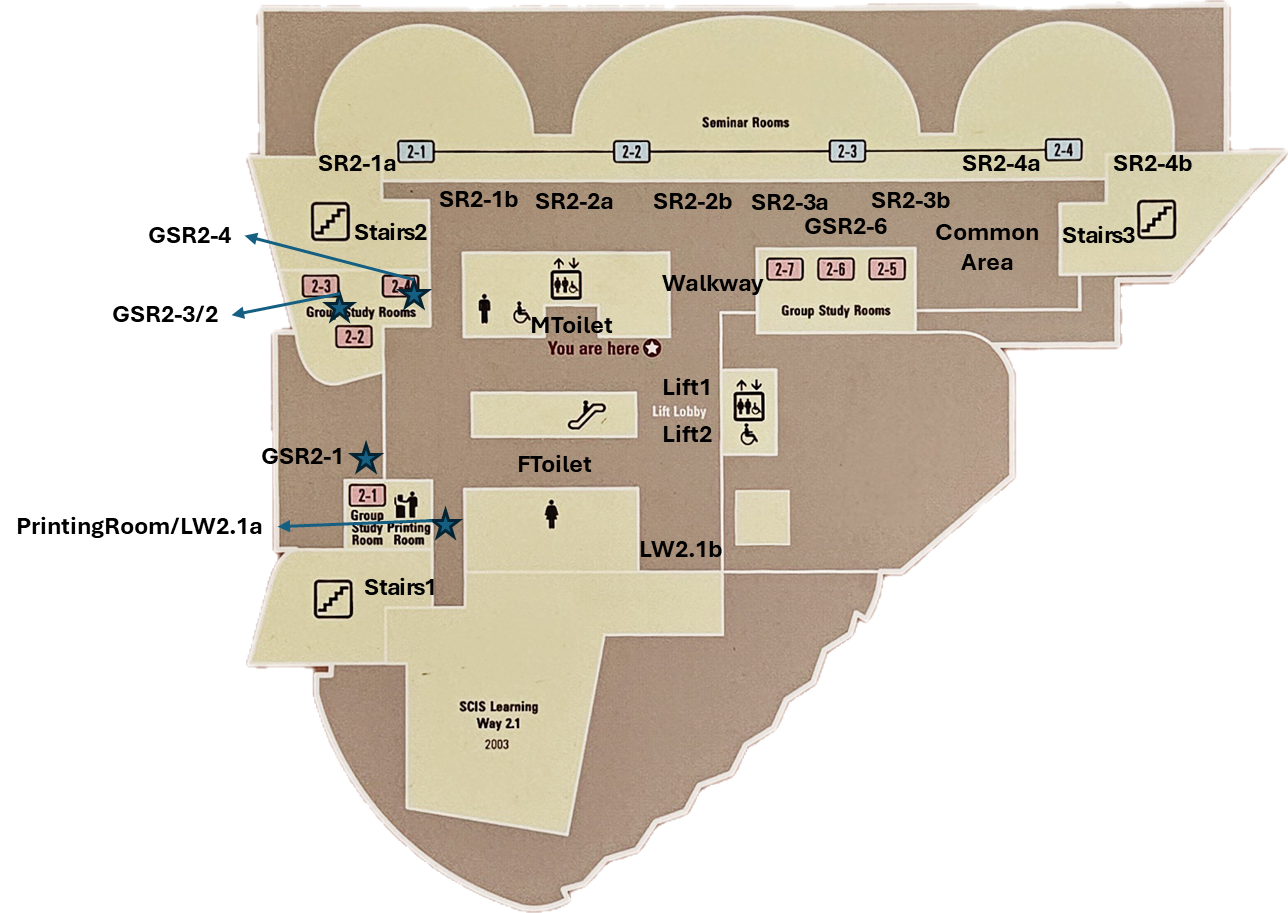 Seminar Rooms
SR2-1a
2-1
2-2
2-3
SR2-4a
2-4
SR2-4b
SR2-1b
SR2-2a
SR2-2b
SR2-3a
SR2-3b
GSR2-4
Stairs2
GSR2-6
Common
Area
Stairs3
2-3
2-4
Walkway
2-7
2-6
2-5
GSR2-3/2
Group Study Rooms
Group Study Rooms
MToilet
2-2
You are here
Lift1
Lift Lobby
Lift2
GSR2-1
FToilet
2-1
Group
Study
Room
Printing
Room
PrintingRoom/LW2.1a
LW2.1b
Stairs1
SCIS Learning
Way 2.1
2003